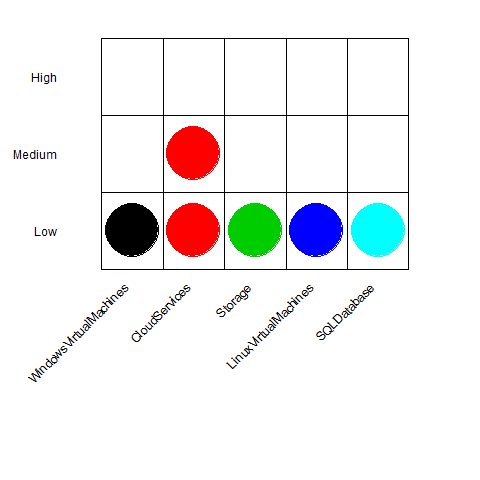 High
Medium
Low
WindowsVirtualMachines
CloudServices
Storage
LinuxVirtualMachines
SQLDatabase